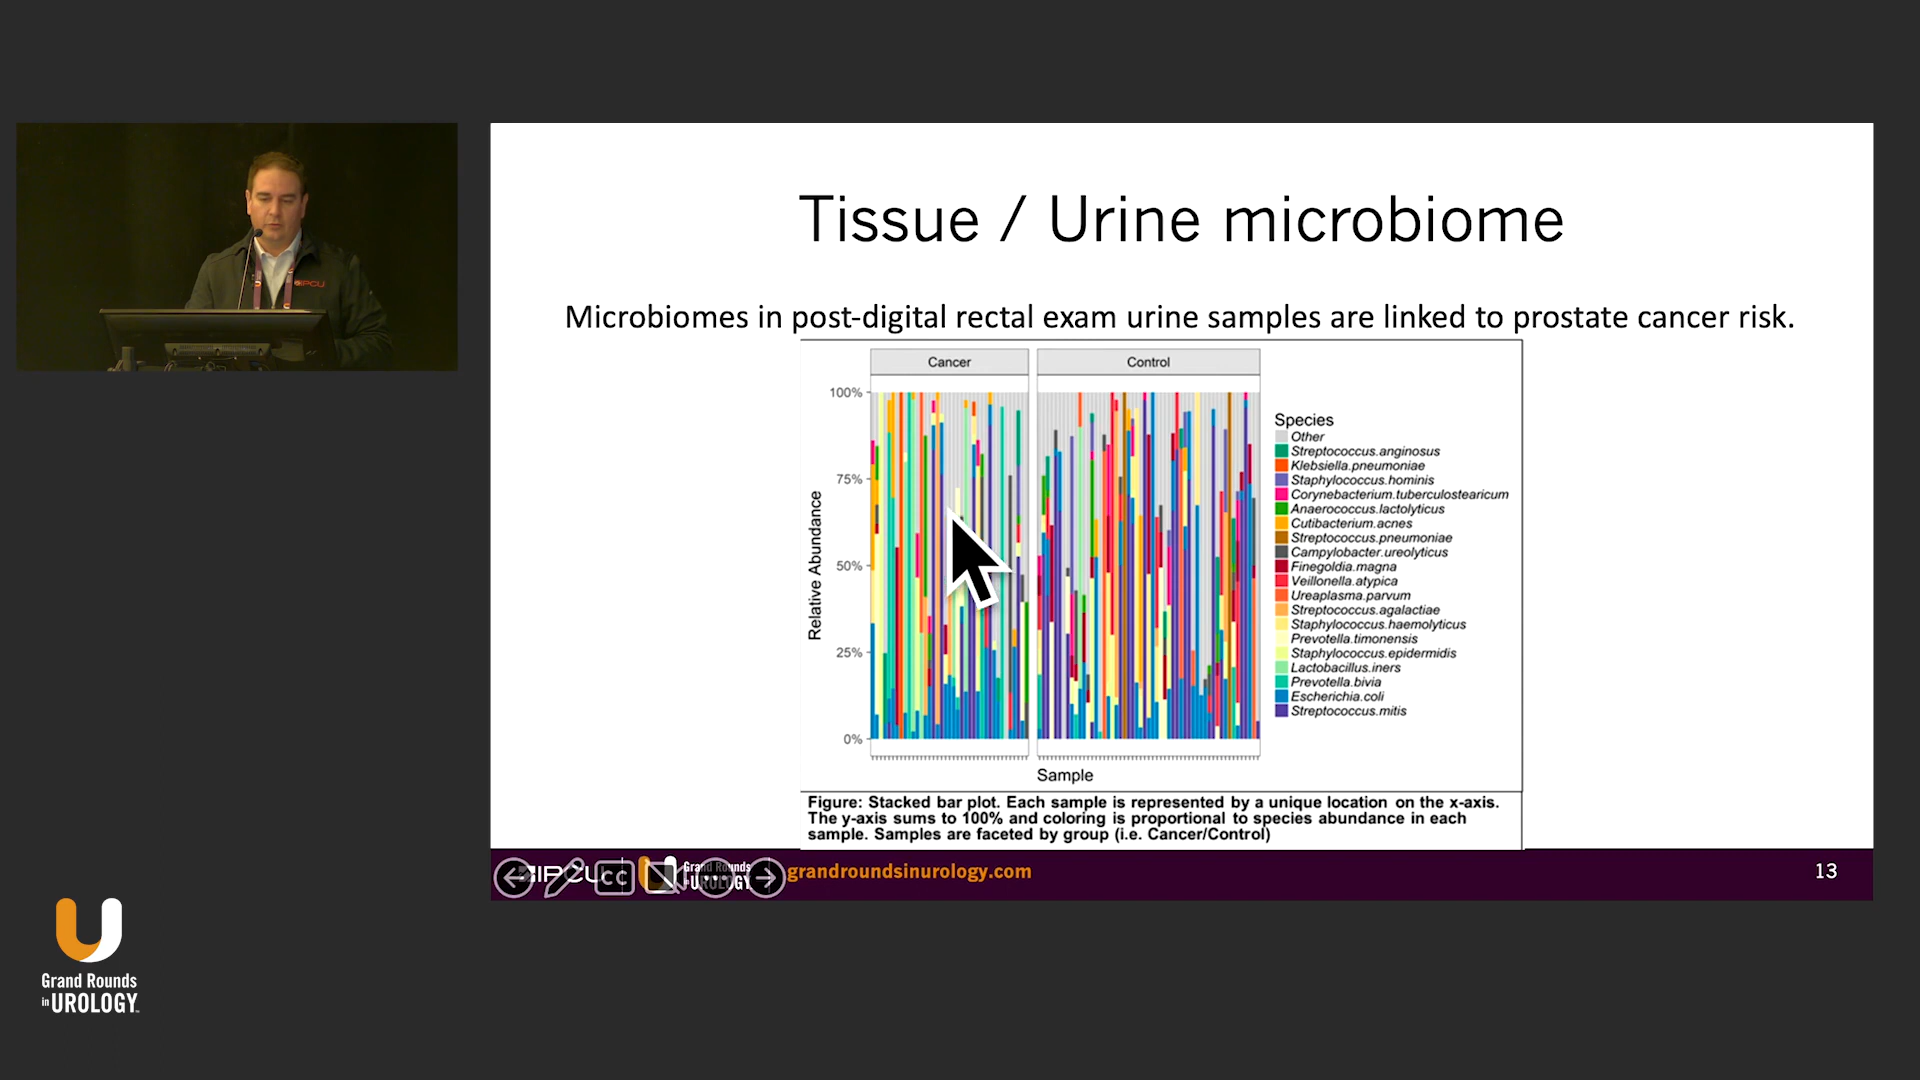 Tissue / Urine microbiome
Microbiomes in post-digital rectal exam urine samples are linked to prostate cancer risk.
Cancer
Control
100%
75%
50%
25%
0%
Relative Abundance
Sample
Species
Other
Streptococcus.anginosus
Klebsiella.pneumoniae
Staphylococcus.hominis
Corynebacterium.tuberculostearicum
Anaerococcus.lactolyticus
Cutibacterium.acnes
Streptococcus.pneumoniae
Campylobacter.ureolyticus
Finegoldia.magna
Veillonella.atypica
Ureaplasma.parvum
Streptococcus.agalactiae
Staphylococcus.haemolyticus
Prevotella.timonensis
Staphylococcus.epidermidis
Lactobacillus.iners
Prevotella.bivia
Escherichia.coli
Streptococcus.mitis
Figure: Stacked bar plot. Each sample is represented by a unique location on the x-axis.
The y-axis sums to 100% and coloring is proportional to species abundance in each
sample. Samples are faceted by group (i.e. Cancer/Control)
IPCU
CC
Grand Rounds
UROLOGY
grandroundsinurology.com
13
IPCU
Grand Rounds
in UROLOGY